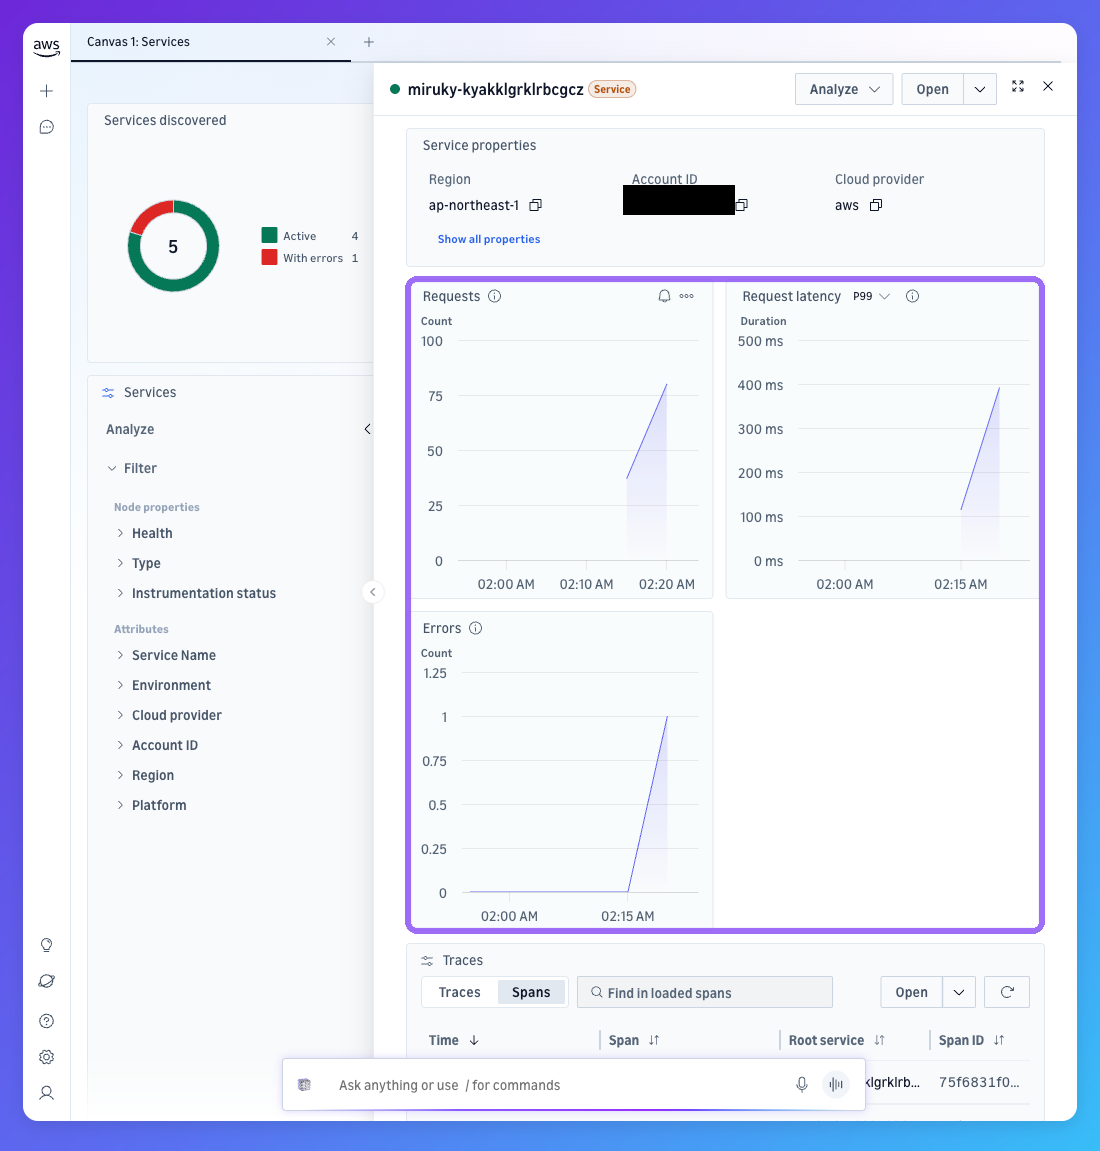 aws
Canvas 1: Services
Services discovered
5
Active 4
With errors 1
Services
Analyze
Filter
Node properties
Health
Type
Instrumentation status
Attributes
Service Name
Environment
Cloud provider
Account ID
Region
Platform
miruky-kyakklgrklrbcgcz Service
Analyze
Open
Service properties
Region
ap-northeast-1
Account ID
Cloud provider
aws
Show all properties
Requests
Count
100
75
50
25
0
02:00 AM 02:10 AM 02:20 AM
Request latency P99
Duration
500 ms
400 ms
300 ms
200 ms
100 ms
0 ms
02:00 AM 02:15 AM
Errors
Count
1.25
1
0.75
0.5
0.25
0
02:00 AM 02:15 AM
Traces
Traces Spans Find in loaded spans Open
Time Span Root service Span ID
klgrklrb... 75f6831f0...
Ask anything or use / for commands